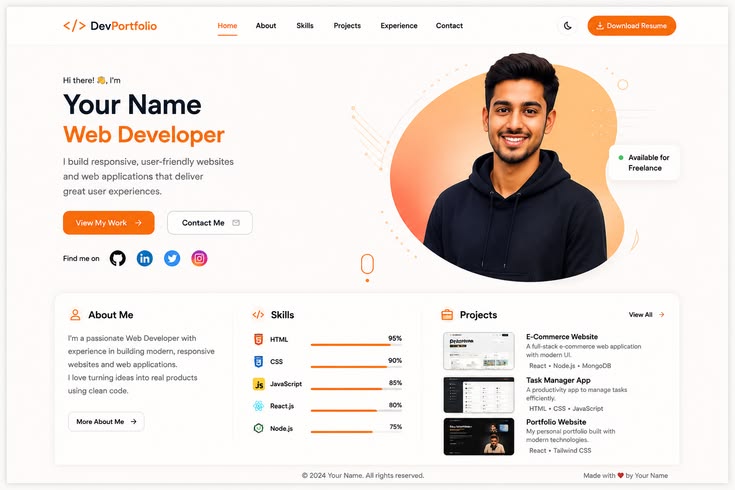 </> DevPortfolio
Home About Skills Projects Experience Contact
Download Resume
Hi there! 👋, I'm
Your Name
Web Developer
I build responsive, user-friendly websites
and web applications that deliver
great user experiences.
View My Work →
Contact Me
Find me on
Available for
Freelance
About Me
I'm a passionate Web Developer with
experience in building modern, responsive
websites and web applications.
I love turning ideas into real products
using clean code.
More About Me →
</> Skills
HTML 95%
CSS 90%
JavaScript 85%
React.js 80%
Node.js 75%
Projects
View All →
E-Commerce Website
A full-stack e-commerce web application
with modern UI.
React • Node.js • MongoDB
Task Manager App
A productivity app to manage tasks
efficiently.
HTML • CSS • JavaScript
Portfolio Website
My personal portfolio built with
modern technologies.
React • Tailwind CSS
© 2024 Your Name. All rights reserved.
Made with ❤ by Your Name